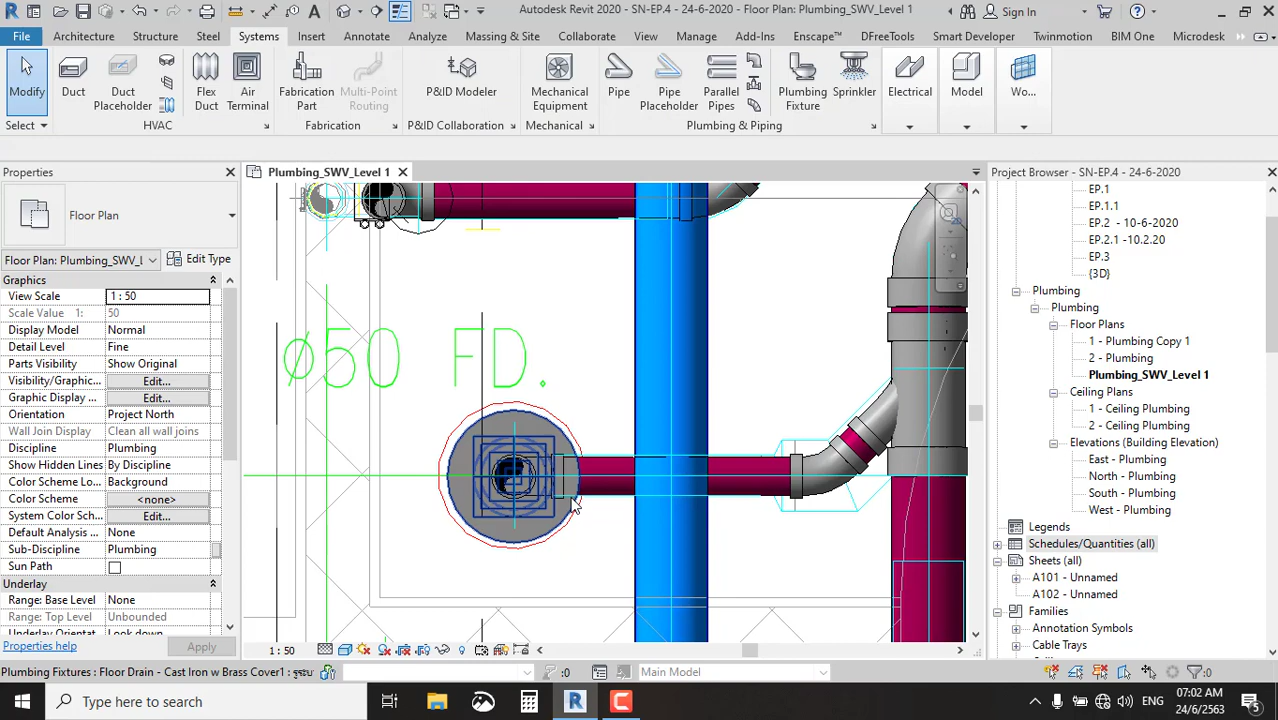 Autodesk Revit 2020 - SN-EP.4 - 24-6-2020 - Floor Plan: Plumbing_SWV_Level 1
Sign In
File
Architecture
Structure
Steel
Systems
Insert
Annotate
Analyze
Massing & Site
Collaborate
View
Manage
Add-Ins
Enscape™
DFreeTools
Smart Developer
Twinmotion
BIM One
Microdesk
Modify
Duct
Duct Placeholder
Flex Duct
Air Terminal
Fabrication Part
Multi-Point Routing
P&ID Modeler
Mechanical Equipment
Pipe
Pipe Placeholder
Parallel Pipes
Plumbing Fixture
Sprinkler
Electrical
Model
Wo...
Select
HVAC
Fabrication
P&ID Collaboration
Mechanical
Plumbing & Piping
Properties
Floor Plan
Floor Plan: Plumbing_SWV_L
Edit Type
Graphics
View Scale 1 : 50
Scale Value 1: 50
Display Model Normal
Detail Level Fine
Parts Visibility Show Original
Visibility/Graphic... Edit...
Graphic Display ... Edit...
Orientation Project North
Wall Join Display Clean all wall joins
Discipline Plumbing
Show Hidden Lines By Discipline
Color Scheme Lo... Background
Color Scheme <none>
System Color Sc... Edit...
Default Analysis ... None
Sub-Discipline Plumbing
Sun Path
Underlay
Range: Base Level None
Range: Top Level Unbounded
Underlay Orientat... Look down
Properties help
Apply
Plumbing_SWV_Level 1
ø50 FD.
1 : 50
Project Browser - SN-EP.4 - 24-6-2020
EP.1
EP.1.1
EP.2 - 10-6-2020
EP.2.1 -10.2.20
EP.3
{3D}
Plumbing
Plumbing
Floor Plans
1 - Plumbing Copy 1
2 - Plumbing
Plumbing_SWV_Level 1
Ceiling Plans
1 - Ceiling Plumbing
2 - Ceiling Plumbing
Elevations (Building Elevation)
East - Plumbing
North - Plumbing
South - Plumbing
West - Plumbing
Legends
Schedules/Quantities (all)
Sheets (all)
A101 - Unnamed
A102 - Unnamed
Families
Annotation Symbols
Cable Trays
Plumbing Fixtures : Floor Drain - Cast Iron w Brass Cover1 :
:0
Main Model
:0
Type here to search
ENG
07:02 AM
24/6/2563
5